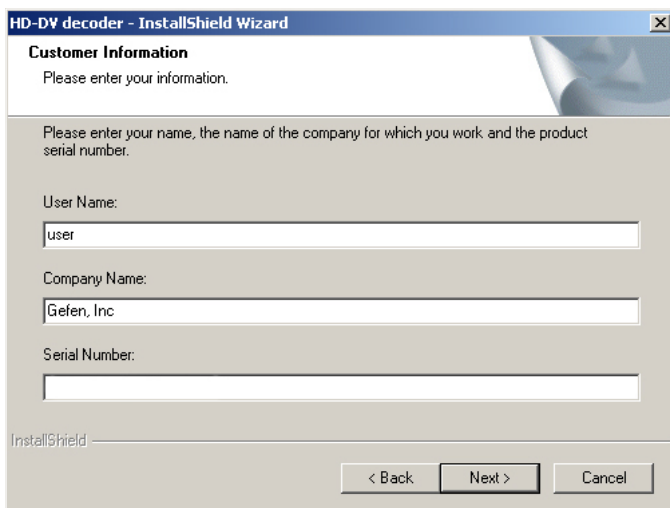 HD-DV decoder - InstallShield Wizard
Customer Information
Please enter your information.
Please enter your name, the name of the company for which you work and the product
serial number.
User Name:
user
Company Name:
Gefen, Inc
Serial Number:
InstallShield
< Back Next > Cancel